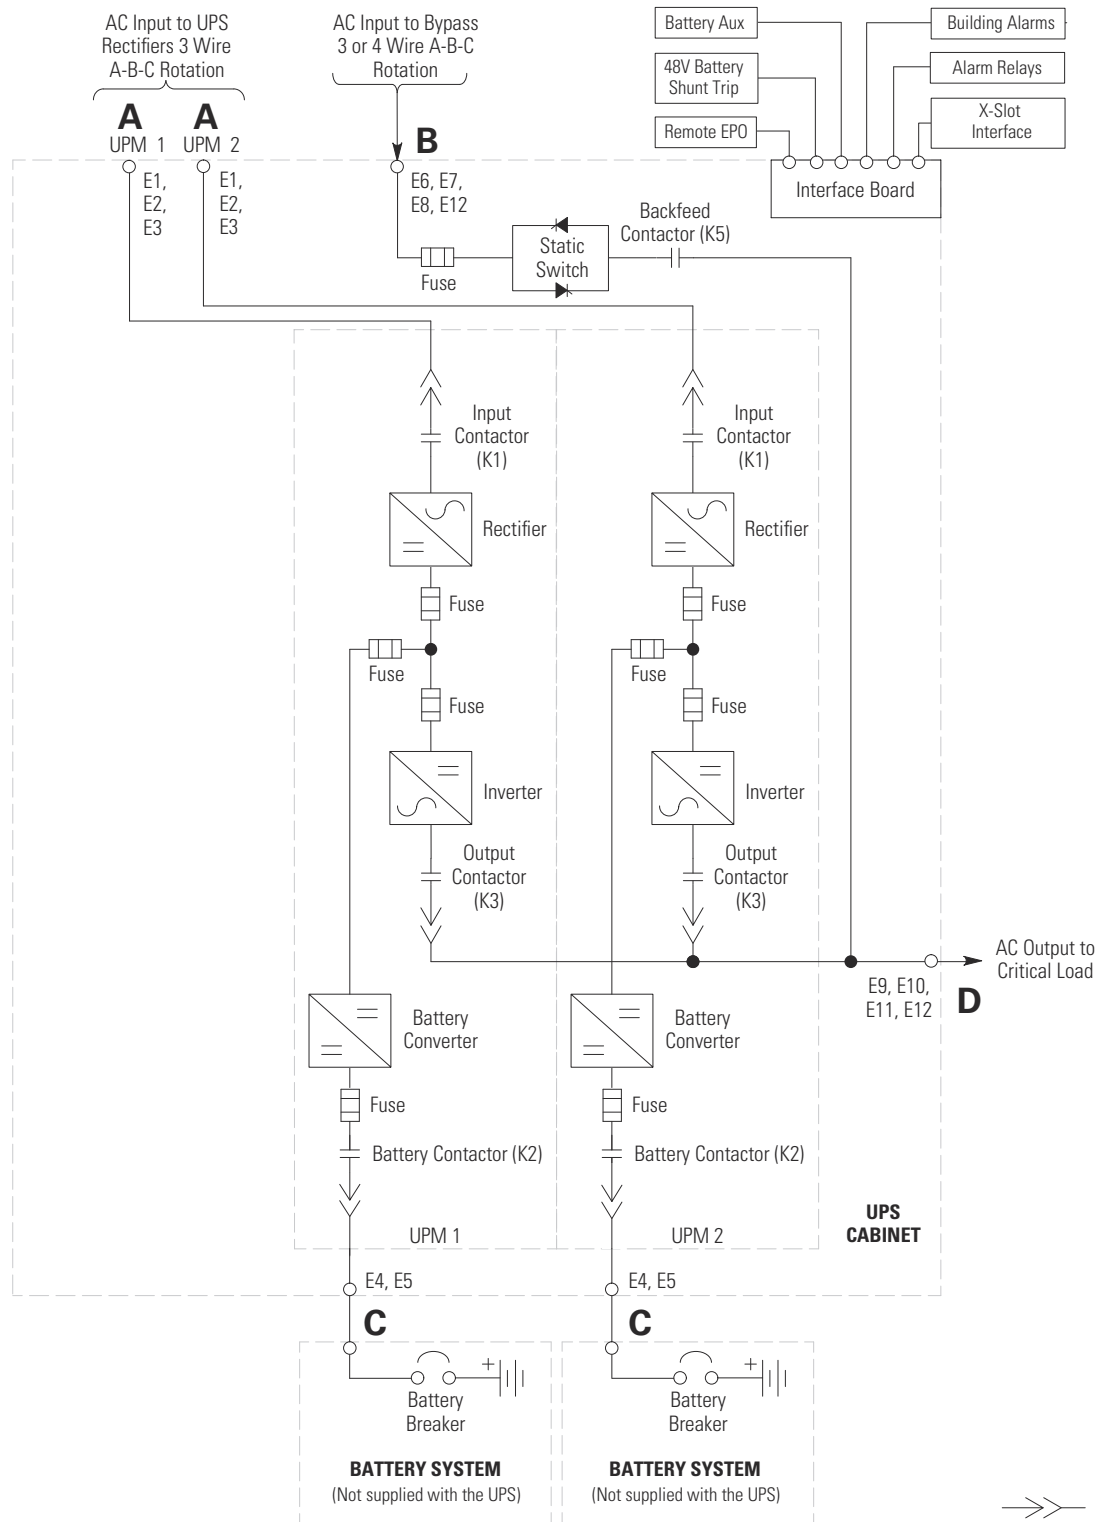 AC Input to UPS
Rectifiers 3 Wire
A-B-C Rotation
AC Input to Bypass
3 or 4 Wire A-B-C
Rotation
Battery Aux
Building Alarms
48V Battery
Shunt Trip
Alarm Relays
Remote EPO
X-Slot
Interface
A
A
B
UPM 1
UPM 2
E1,
E2,
E3
E1,
E2,
E3
E6, E7,
E8, E12
Interface Board
Backfeed
Contactor (K5)
Static
Switch
Fuse
Input
Contactor
(K1)
Input
Contactor
(K1)
Rectifier
Rectifier
Fuse
Fuse
Fuse
Fuse
Fuse
Fuse
Inverter
Inverter
Output
Contactor
(K3)
Output
Contactor
(K3)
AC Output to
Critical Load
E9, E10,
E11, E12
D
Battery
Converter
Battery
Converter
Fuse
Fuse
Battery Contactor (K2)
Battery Contactor (K2)
UPM 1
UPM 2
UPS
CABINET
E4, E5
E4, E5
C
C
+
+
Battery
Breaker
Battery
Breaker
BATTERY SYSTEM
(Not supplied with the UPS)
BATTERY SYSTEM
(Not supplied with the UPS)